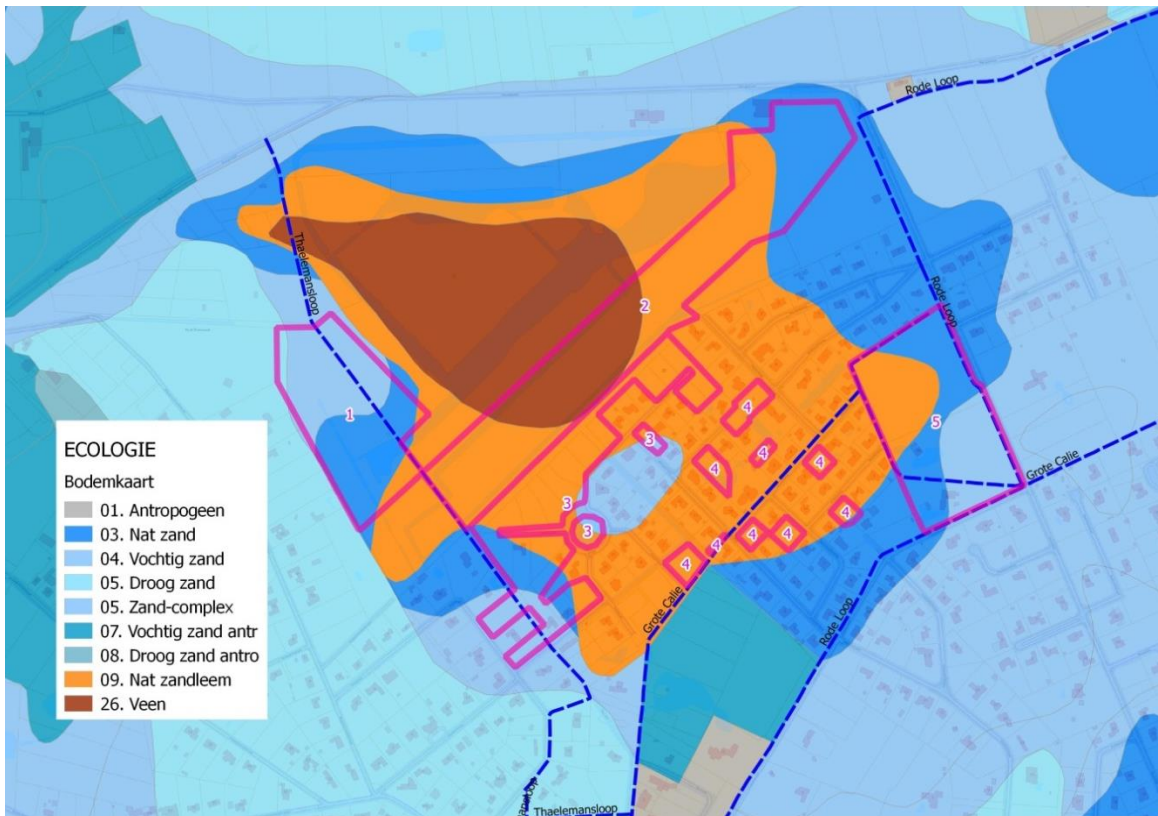 Rode Loop
Thaelemansloop
2
1
Rode Loop
4
5
3
4
4
4
Grote Calie
3
3
4
4
4
4
4
Grote Calie
Rode Loop
Thaelemansloop
ECOLOGIE
Bodemkaart
01. Antropogeen
03. Nat zand
04. Vochtig zand
05. Droog zand
05. Zand-complex
07. Vochtig zand antr
08. Droog zand antro
09. Nat zandleem
26. Veen